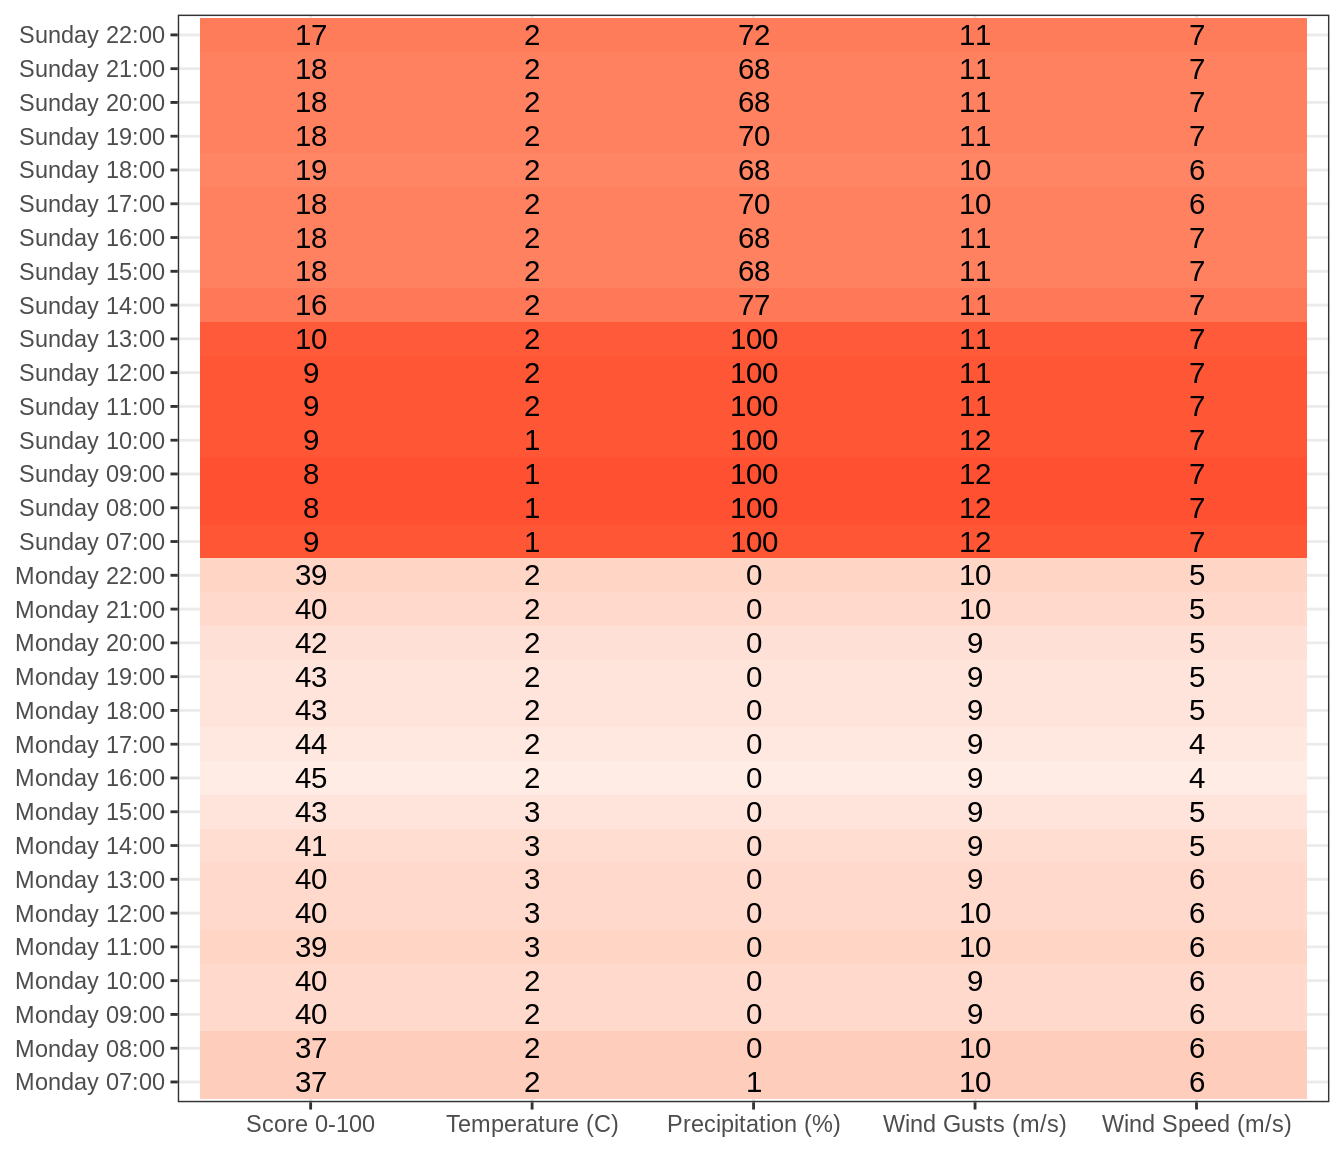 Sunday 22:00 17 2 72 11 7
Sunday 21:00 18 2 68 11 7
Sunday 20:00 18 2 68 11 7
Sunday 19:00 18 2 70 11 7
Sunday 18:00 19 2 68 10 6
Sunday 17:00 18 2 70 10 6
Sunday 16:00 18 2 68 11 7
Sunday 15:00 18 2 68 11 7
Sunday 14:00 16 2 77 11 7
Sunday 13:00 10 2 100 11 7
Sunday 12:00 9 2 100 11 7
Sunday 11:00 9 2 100 11 7
Sunday 10:00 9 1 100 12 7
Sunday 09:00 8 1 100 12 7
Sunday 08:00 8 1 100 12 7
Sunday 07:00 9 1 100 12 7
Monday 22:00 39 2 0 10 5
Monday 21:00 40 2 0 10 5
Monday 20:00 42 2 0 9 5
Monday 19:00 43 2 0 9 5
Monday 18:00 43 2 0 9 5
Monday 17:00 44 2 0 9 4
Monday 16:00 45 2 0 9 4
Monday 15:00 43 3 0 9 5
Monday 14:00 41 3 0 9 5
Monday 13:00 40 3 0 9 6
Monday 12:00 40 3 0 10 6
Monday 11:00 39 3 0 10 6
Monday 10:00 40 2 0 9 6
Monday 09:00 40 2 0 9 6
Monday 08:00 37 2 0 10 6
Monday 07:00 37 2 1 10 6
Score 0-100 Temperature (C) Precipitation (%) Wind Gusts (m/s) Wind Speed (m/s)